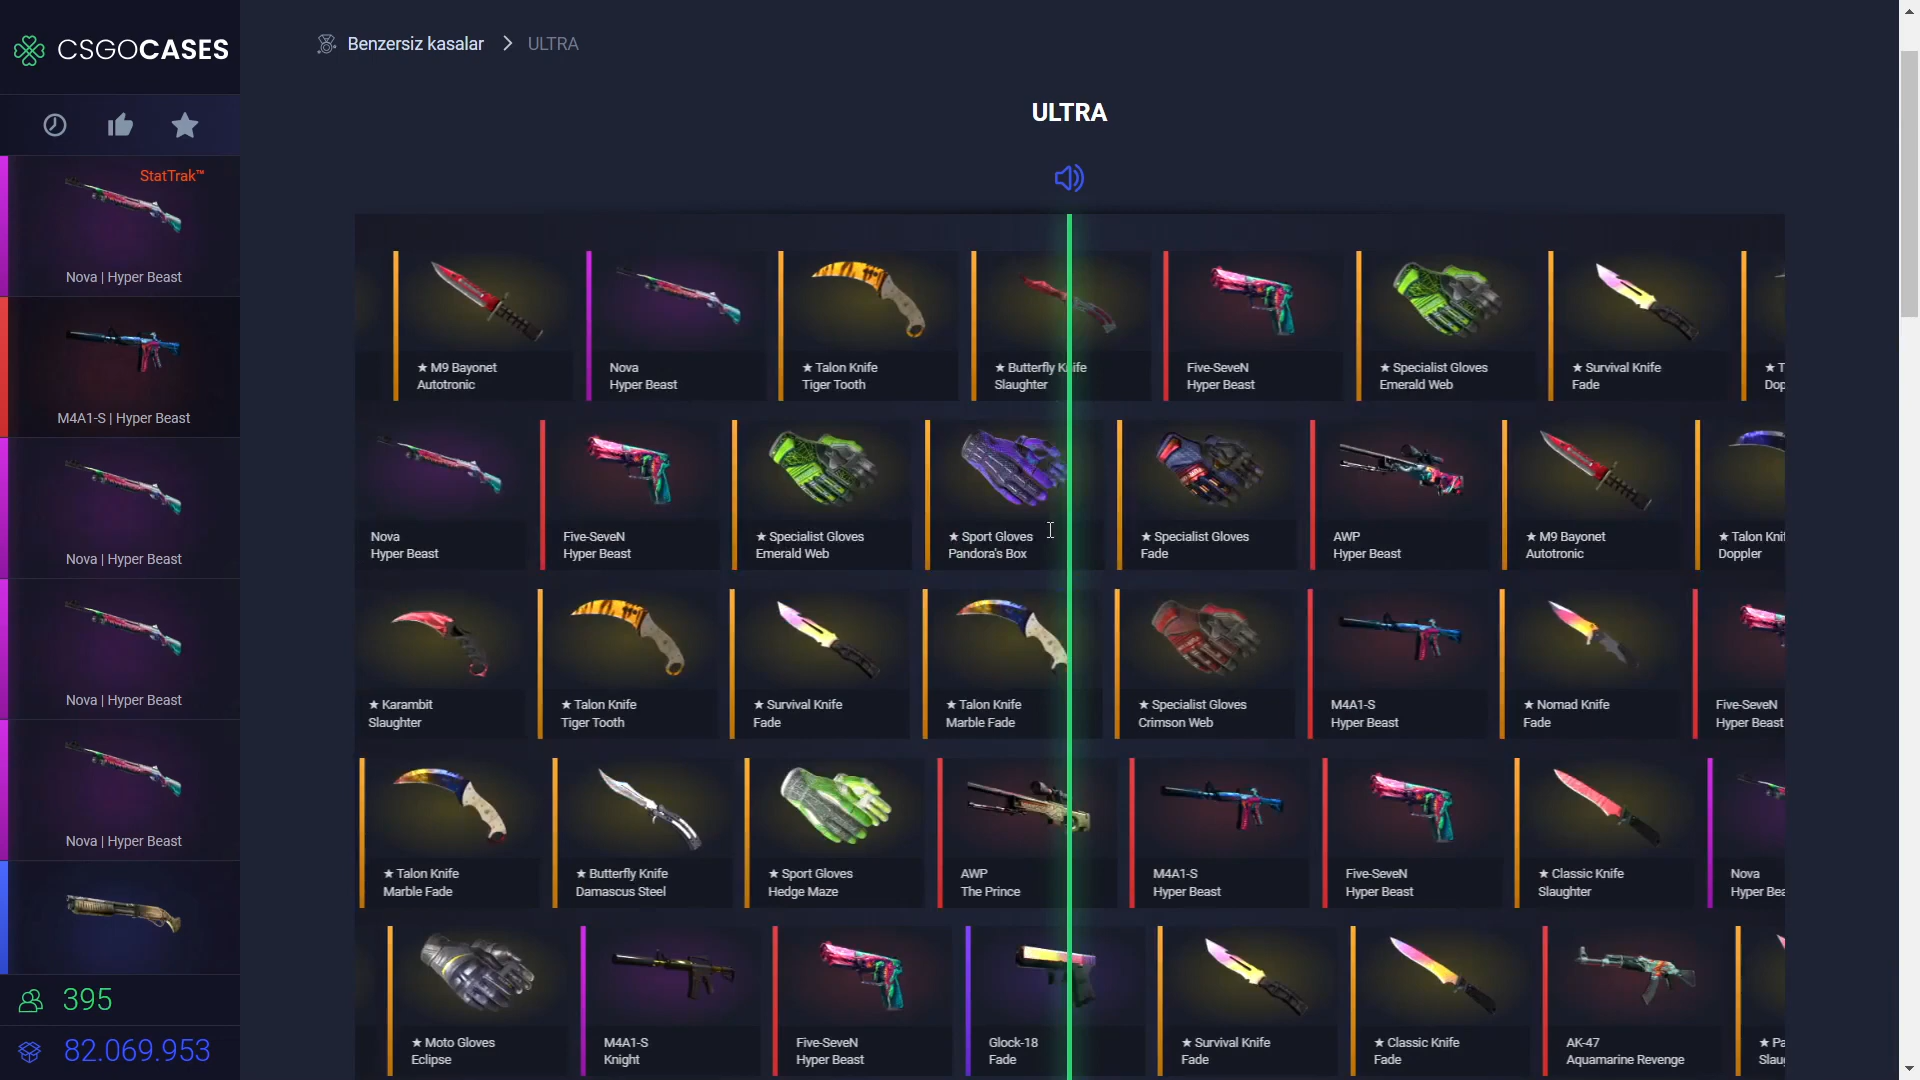 CSGOCASES
Benzersiz kasalar
ULTRA
ULTRA
StatTrak™
Nova | Hyper Beast
M4A1-S | Hyper Beast
Nova | Hyper Beast
Nova | Hyper Beast
Nova | Hyper Beast
395
82.069.953
★ M9 Bayonet
Autotronic
Nova
Hyper Beast
★ Talon Knife
Tiger Tooth
★ Butterfly Knife
Slaughter
Five-SeveN
Hyper Beast
★ Specialist Gloves
Emerald Web
★ Survival Knife
Fade
★ T
Dop
Nova
Hyper Beast
Five-SeveN
Hyper Beast
★ Specialist Gloves
Emerald Web
★ Sport Gloves
Pandora's Box
★ Specialist Gloves
Fade
AWP
Hyper Beast
★ M9 Bayonet
Autotronic
★ Talon Knif
Doppler
★ Karambit
Slaughter
★ Talon Knife
Tiger Tooth
★ Survival Knife
Fade
★ Talon Knife
Marble Fade
★ Specialist Gloves
Crimson Web
M4A1-S
Hyper Beast
★ Nomad Knife
Fade
Five-SeveN
Hyper Beast
★ Talon Knife
Marble Fade
★ Butterfly Knife
Damascus Steel
★ Sport Gloves
Hedge Maze
AWP
The Prince
M4A1-S
Hyper Beast
Five-SeveN
Hyper Beast
★ Classic Knife
Slaughter
Nova
Hyper Bea
★ Moto Gloves
Eclipse
M4A1-S
Knight
Five-SeveN
Hyper Beast
Glock-18
Fade
★ Survival Knife
Fade
★ Classic Knife
Fade
AK-47
Aquamarine Revenge
★ Pa
Slau